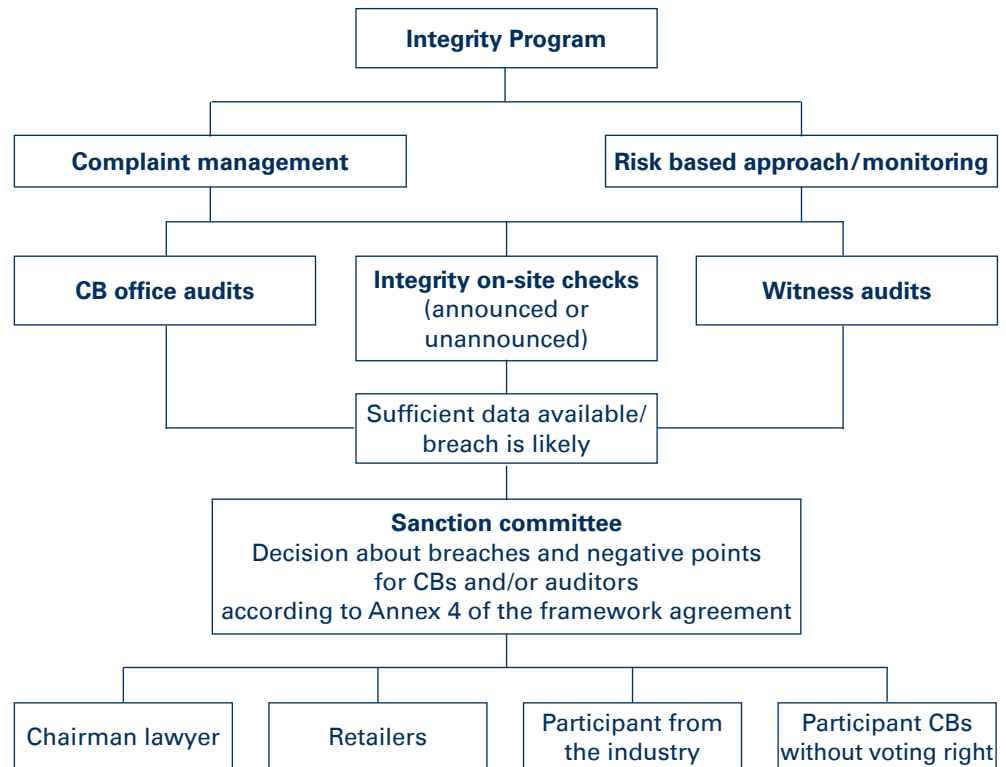 Integrity Program
Complaint management
Risk based approach/monitoring
CB office audits
Integrity on-site checks
(announced or
unannounced)
Witness audits
Sufficient data available/
breach is likely
Sanction committee
Decision about breaches and negative points
for CBs and/or auditors
according to Annex 4 of the framework agreement
Chairman lawyer
Retailers
Participant from
the industry
Participant CBs
without voting right